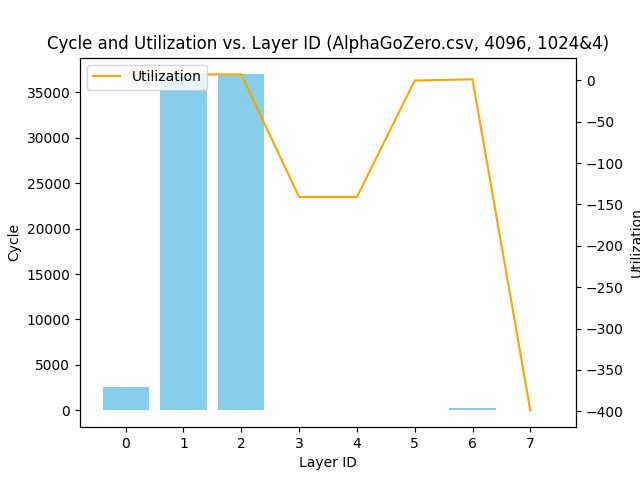 Cycle and Utilization vs. Layer ID (AlphaGoZero.csv, 4096, 1024&4)
Utilization
35000
30000
25000
20000
15000
10000
5000
0
Cycle
0
−50
−100
−150
−200
−250
−300
−350
−400
Utilization
0 1 2 3 4 5 6 7
Layer ID